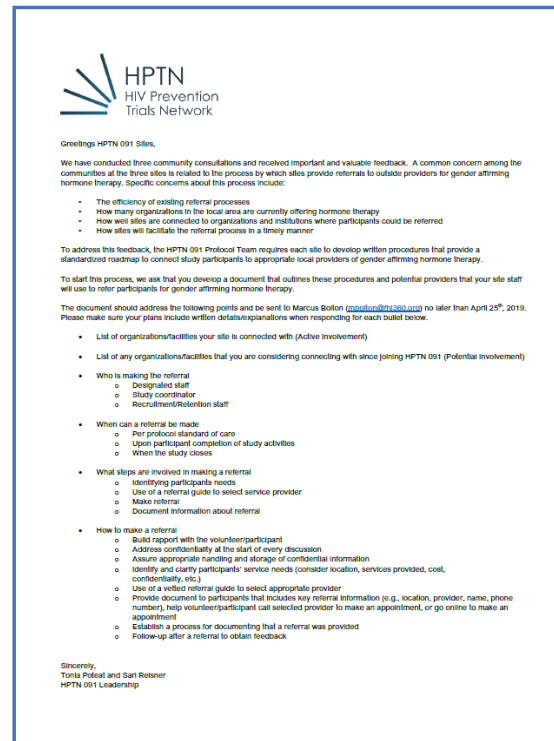 HPTN
HIV Prevention
Trials Network
Greetings HPTN 091 Sites,
We have conducted three community consultations and received important and valuable feedback. A common concern among the
communities at the three sites is related to the process by which sites provide referrals to outside providers for gender affirming
hormone therapy. Specific concerns about this process include:
• The efficiency of existing referral processes
• How many organizations in the local area are currently offering hormone therapy
• How well sites are connected to organizations and institutions where participants could be referred
• How sites will facilitate the referral process in a timely manner
To address this feedback, the HPTN 091 Protocol Team requires each site to develop written procedures that provide a
standardized roadmap to connect study participants to appropriate local providers of gender affirming hormone therapy.
To start this process, we ask that you develop a document that outlines these procedures and potential providers that your site staff
will use to refer participants for gender affirming hormone therapy.
The document should address the following points and be sent to Marcus Bolton (mbolton@fhi360.org) no later than April 25th, 2019.
Please make sure your plans include written details/explanations when responding for each bullet below.
• List of organizations/facilities your site is connected with (Active Involvement)
• List of any organizations/facilities that you are considering connecting with since joining HPTN 091 (Potential Involvement)
• Who is making the referral
o Designated staff
o Study coordinator
o Recruitment/Retention staff
• When can a referral be made
o Per protocol standard of care
o Upon participant completion of study activities
o When the study closes
• What steps are involved in making a referral
o Identifying participants needs
o Use of a referral guide to select service provider
o Make referral
o Document information about referral
• How to make a referral
o Build rapport with the volunteer/participant
o Address confidentiality at the start of every discussion
o Assure appropriate handling and storage of confidential information
o Identify and clarify participants' service needs (consider location, services provided, cost,
confidentiality, etc.)
o Use of a vetted referral guide to select appropriate provider
o Provide document to participants that includes key referral information (e.g., location, provider, name, phone
number), help volunteer/participant call selected provider to make an appointment, or go online to make an
appointment
o Establish a process for documenting that a referral was provided
o Follow-up after a referral to obtain feedback
Sincerely,
Tonia Poteat and Sari Reisner
HPTN 091 Leadership